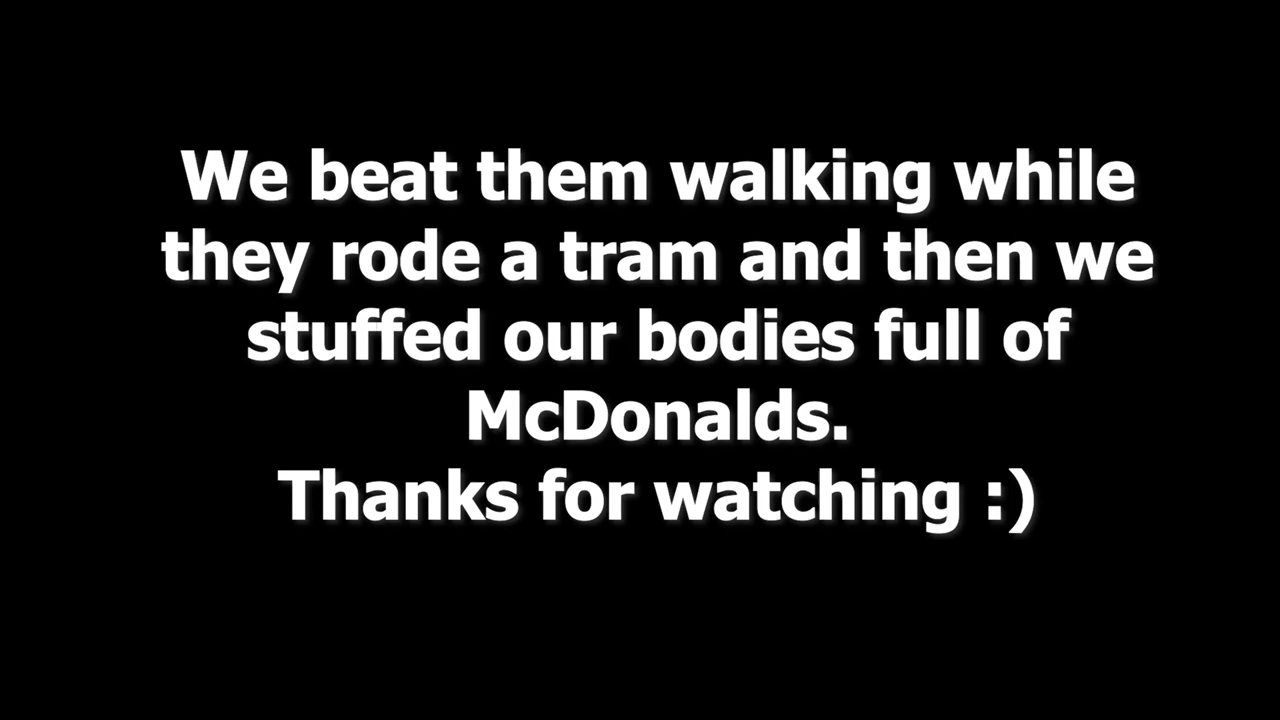 We beat them walking while
they rode a tram and then we
stuffed our bodies full of
McDonalds.
Thanks for watching :)